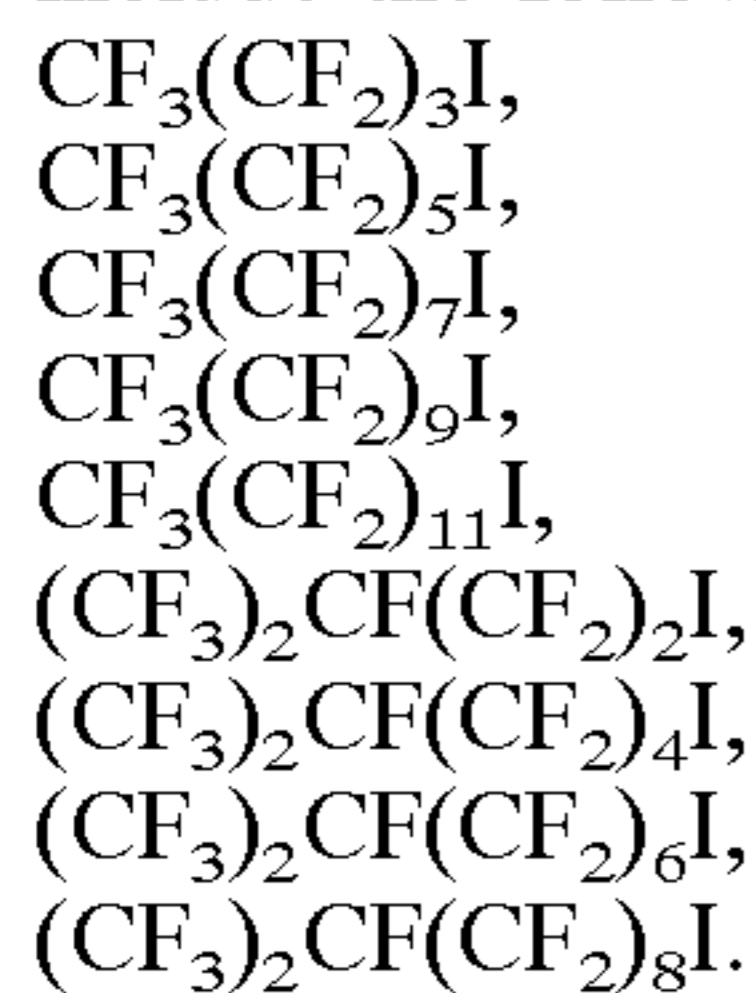 CF₃(CF₂)₃I,
CF₃(CF₂)₅I,
CF₃(CF₂)₇I,
CF₃(CF₂)₉I,
CF₃(CF₂)₁₁I,
(CF₃)₂CF(CF₂)₂I,
(CF₃)₂CF(CF₂)₄I,
(CF₃)₂CF(CF₂)₆I,
(CF₃)₂CF(CF₂)₈I.